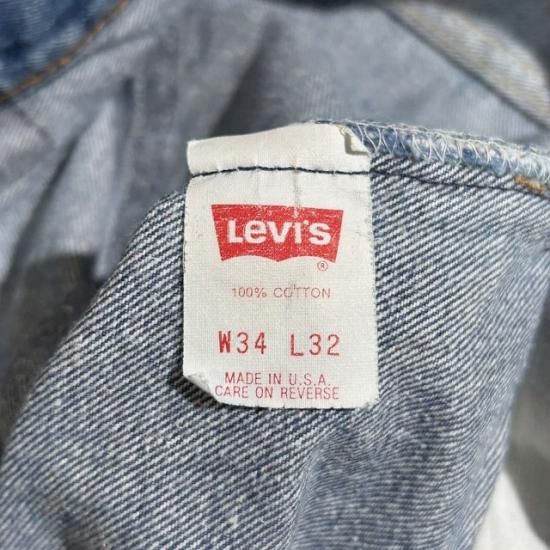 Levi's
®
100% COTTON
W34 L32
MADE IN U.S.A.
CARE ON REVERSE